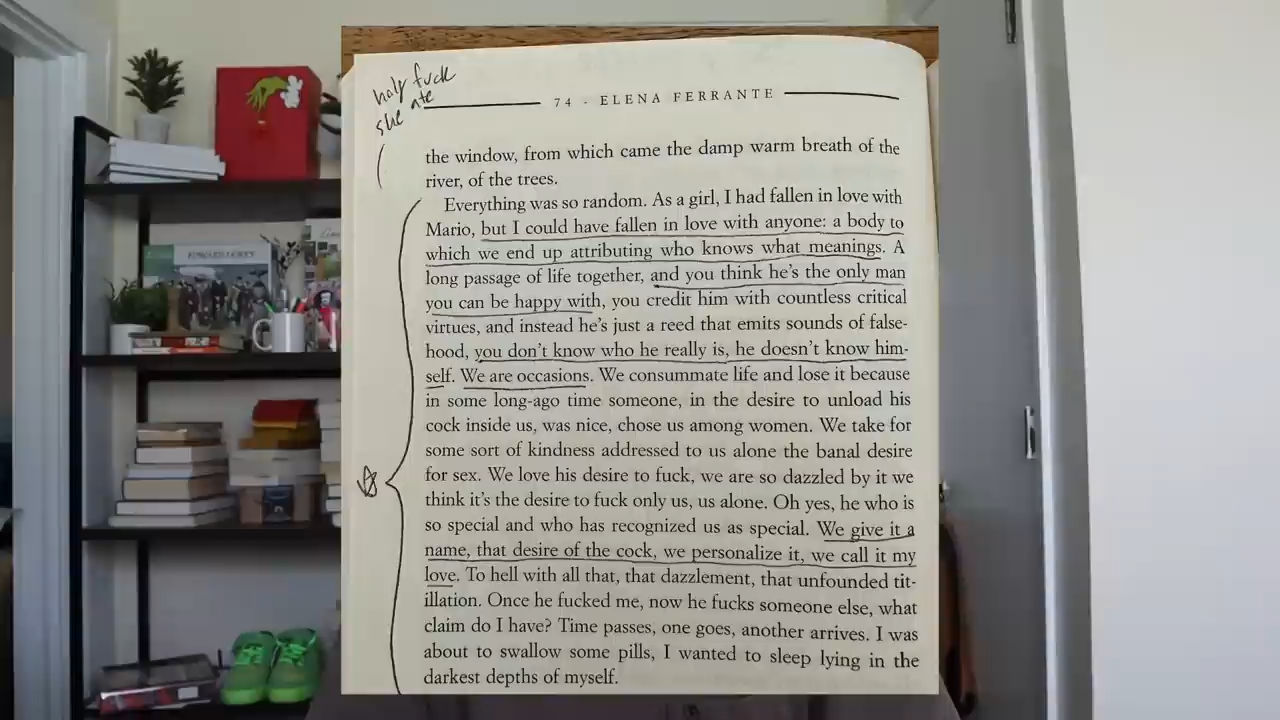 holy fuck
she ate
74 - ELENA FERRANTE
the window, from which came the damp warm breath of the
river, of the trees.
Everything was so random. As a girl, I had fallen in love with
Mario, but I could have fallen in love with anyone: a body to
which we end up attributing who knows what meanings. A
long passage of life together, and you think he's the only man
you can be happy with, you credit him with countless critical
virtues, and instead he's just a reed that emits sounds of false-
hood, you don't know who he really is, he doesn't know him-
self. We are occasions. We consummate life and lose it because
in some long-ago time someone, in the desire to unload his
cock inside us, was nice, chose us among women. We take for
some sort of kindness addressed to us alone the banal desire
for sex. We love his desire to fuck, we are so dazzled by it we
think it's the desire to fuck only us, us alone. Oh yes, he who is
so special and who has recognized us as special. We give it a
name, that desire of the cock, we personalize it, we call it my
love. To hell with all that, that dazzlement, that unfounded tit-
illation. Once he fucked me, now he fucks someone else, what
claim do I have? Time passes, one goes, another arrives. I was
about to swallow some pills, I wanted to sleep lying in the
darkest depths of myself.